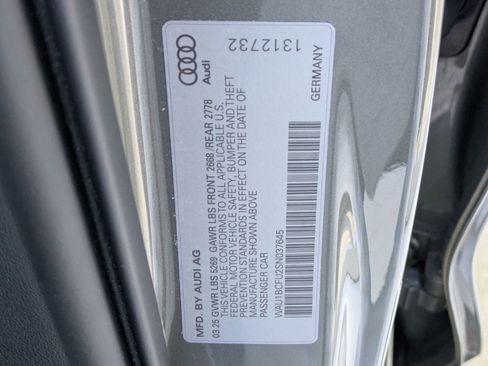 MFD. BY AUDI AG
03.25 GVWR LBS 5269 GAWR LBS FRONT 2668 /REAR 2778
THIS VEHICLE CONFORMS TO ALL APPLICABLE U.S.
FEDERAL MOTOR VEHICLE SAFETY, BUMPER AND THEFT
PREVENTION STANDARDS IN EFFECT ON THE DATE OF
MANUFACTURE SHOWN ABOVE
PASSENGER CAR
WAU1BCFU2SN037645
Audi
1312732
GERMANY